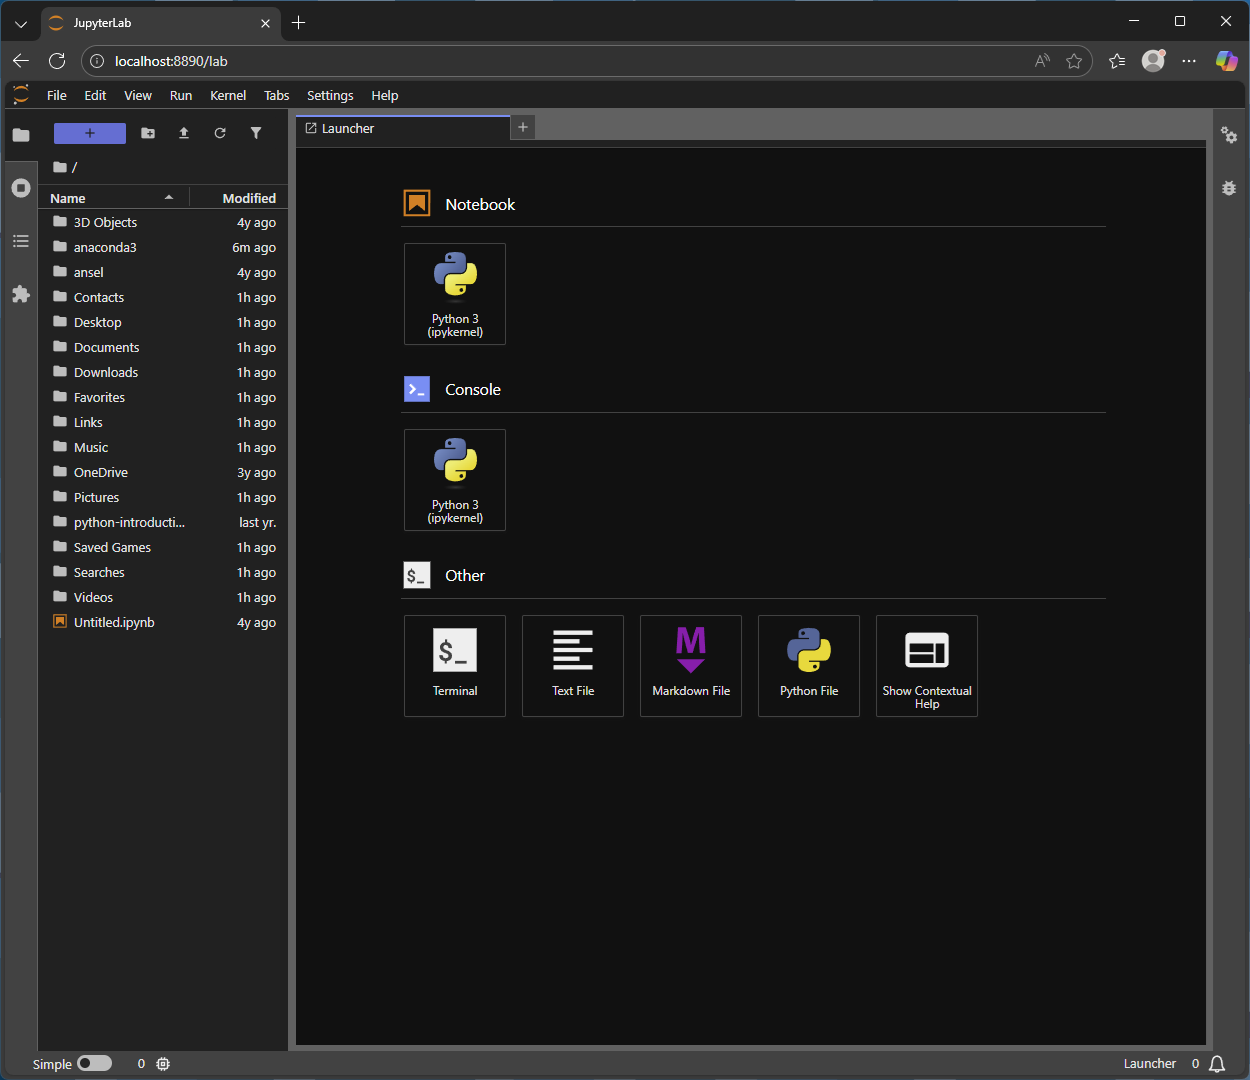 JupyterLab
localhost:8890/lab
File Edit View Run Kernel Tabs Settings Help
/
Name Modified
3D Objects 4y ago
anaconda3 6m ago
ansel 4y ago
Contacts 1h ago
Desktop 1h ago
Documents 1h ago
Downloads 1h ago
Favorites 1h ago
Links 1h ago
Music 1h ago
OneDrive 3y ago
Pictures 1h ago
python-introducti... last yr.
Saved Games 1h ago
Searches 1h ago
Videos 1h ago
Untitled.ipynb 4y ago
Launcher
Notebook
Python 3
(ipykernel)
Console
Python 3
(ipykernel)
$_ Other
$_
Terminal
Text File
M
Markdown File
Python File
Show Contextual
Help
Simple 0
Launcher 0